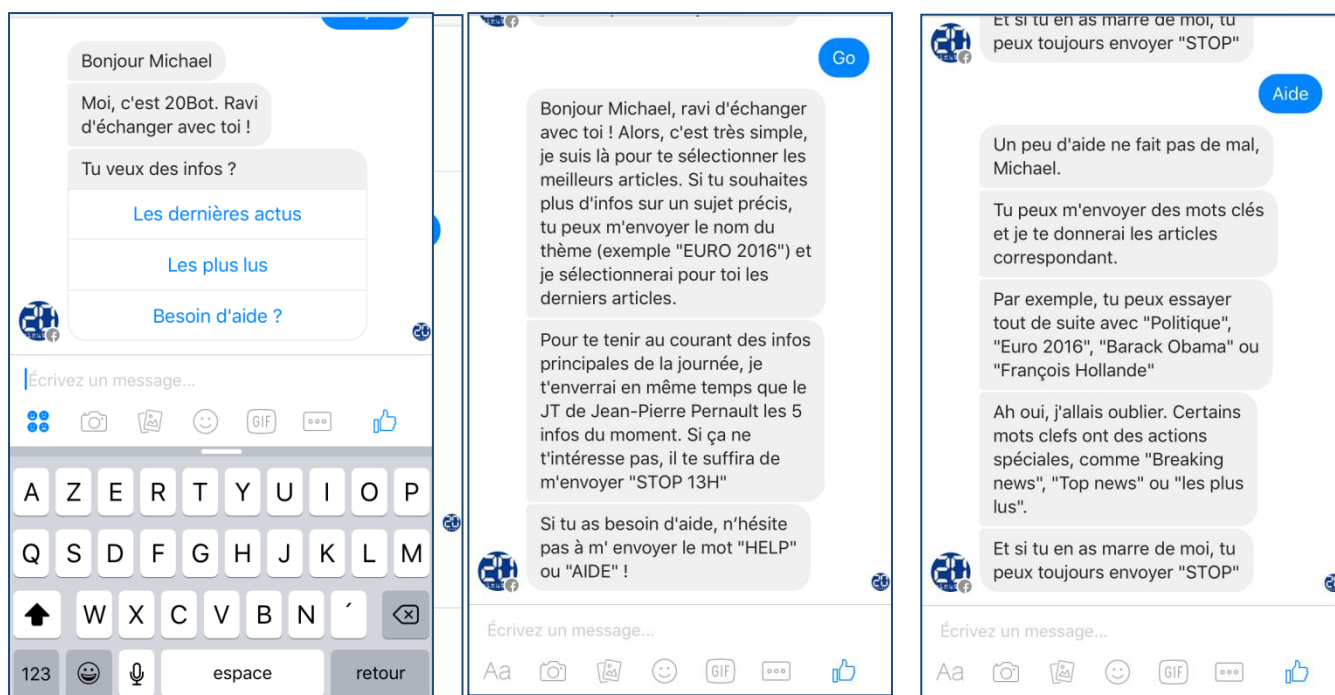 Bonjour Michael
Moi, c'est 20Bot. Ravi
d'échanger avec toi !
Tu veux des infos ?
Les dernières actus
Les plus lus
Besoin d'aide ?
20
Écrivez un message...
GIF
A Z E R T Y U I O P
Q S D F G H J K L M
W X C V B N ´
123 espace retour
Go
Bonjour Michael, ravi d'échanger
avec toi ! Alors, c'est très simple,
je suis là pour te sélectionner les
meilleurs articles. Si tu souhaites
plus d'infos sur un sujet précis,
tu peux m'envoyer le nom du
thème (exemple "EURO 2016") et
je sélectionnerai pour toi les
derniers articles.
Pour te tenir au courant des infos
principales de la journée, je
t'enverrai en même temps que le
JT de Jean-Pierre Pernault les 5
infos du moment. Si ça ne
t'intéresse pas, il te suffira de
m'envoyer "STOP 13H"
Si tu as besoin d'aide, n’hésite
pas à m' envoyer le mot "HELP"
ou "AIDE" !
20
Écrivez un message...
Aa GIF
Et si tu en as marre de moi, tu
peux toujours envoyer "STOP"
20
Aide
Un peu d'aide ne fait pas de mal,
Michael.
Tu peux m'envoyer des mots clés
et je te donnerai les articles
correspondant.
Par exemple, tu peux essayer
tout de suite avec "Politique",
"Euro 2016", "Barack Obama" ou
"François Hollande"
Ah oui, j'allais oublier. Certains
mots clefs ont des actions
spéciales, comme "Breaking
news", "Top news" ou "les plus
lus".
Et si tu en as marre de moi, tu
peux toujours envoyer "STOP"
20
Écrivez un message...
Aa GIF